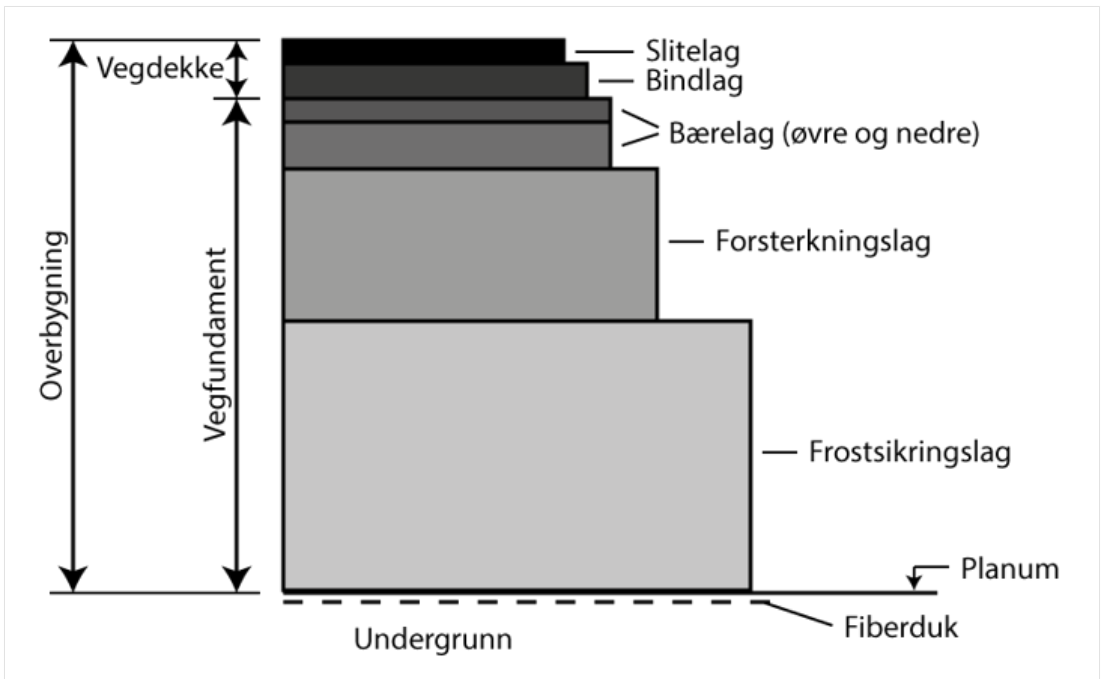 Slitelag
Vegdekke
Bindlag
Bærelag (øvre og nedre)
Forsterkningslag
Overbygning
Vegfundament
Frostsikringslag
Planum
Fiberduk
Undergrunn